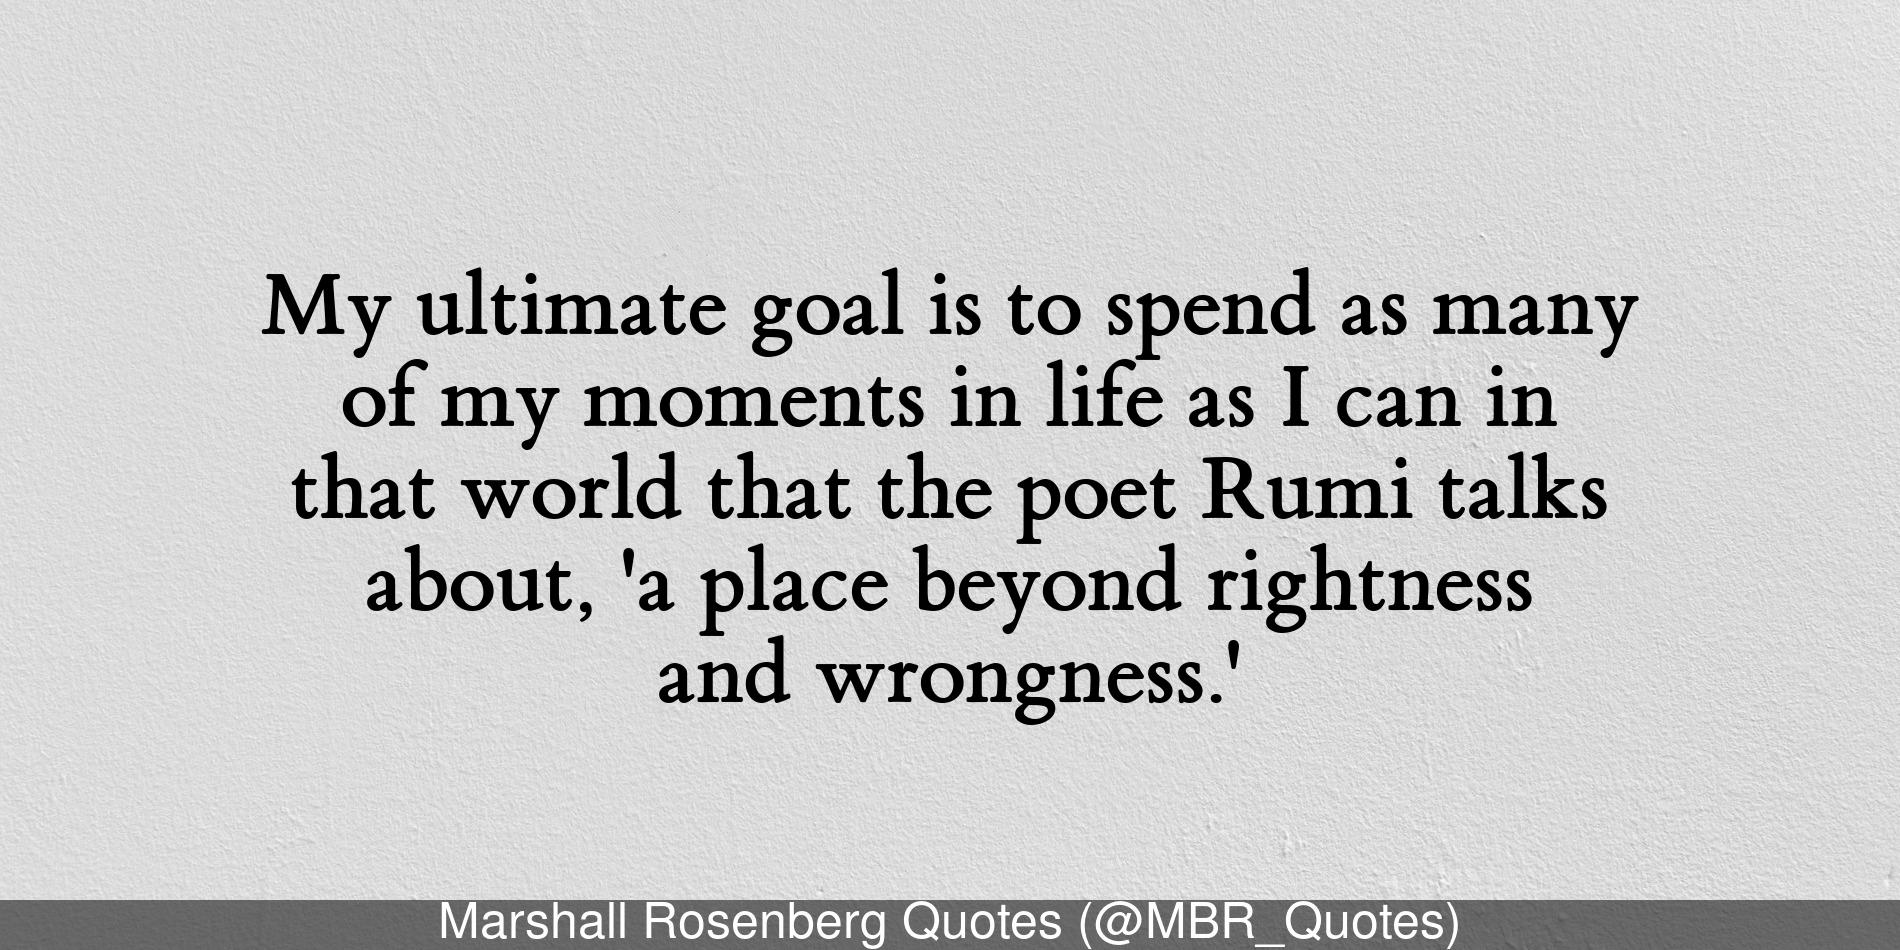 My ultimate goal is to spend as many
of my moments in life as I can in
that world that the poet Rumi talks
about, 'a place beyond rightness
and wrongness.'
Marshall Rosenberg Quotes (@MBR_Quotes)